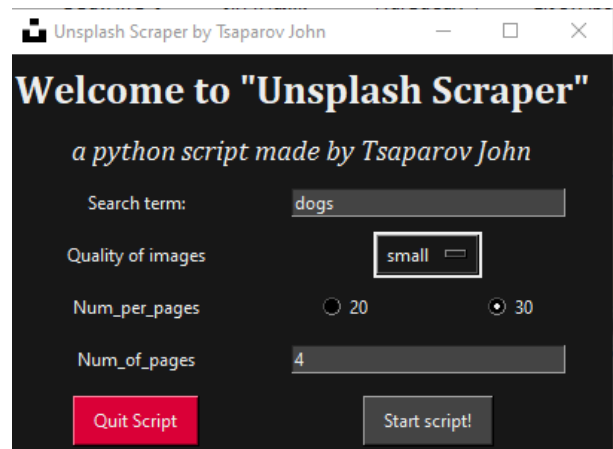 Unsplash Scraper by Tsaparov John
Welcome to "Unsplash Scraper"
a python script made by Tsaparov John
Search term: dogs
Quality of images small
Num_per_pages 20 30
Num_of_pages 4
Quit Script Start script!